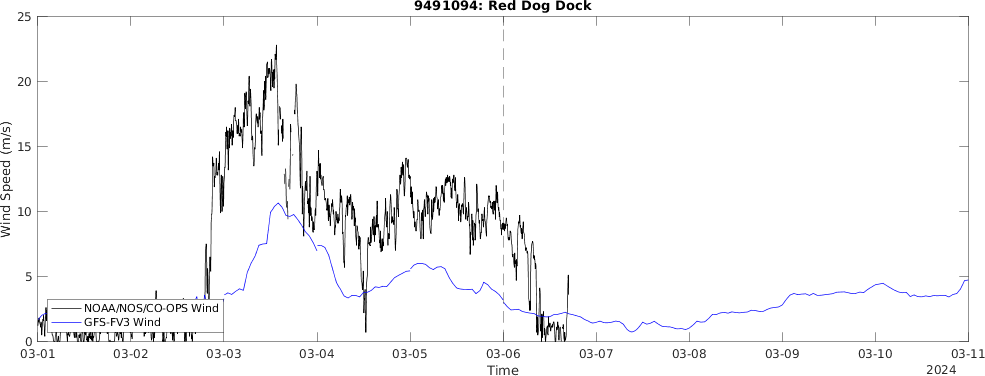 9491094: Red Dog Dock
Wind Speed (m/s)
25
20
15
10
5
0
NOAA/NOS/CO-OPS Wind
GFS-FV3 Wind
03-01 03-02 03-03 03-04 03-05 03-06 03-07 03-08 03-09 03-10 03-11
Time
2024